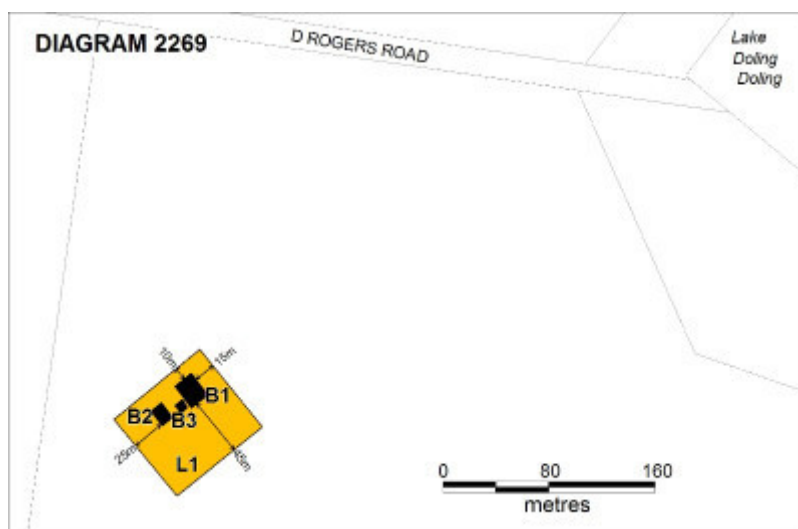 DIAGRAM 2269
D ROGERS ROAD
Lake
Doling
Doling
10m
15m
B1
B2
B3
25m
L1
45m
0 80 160
metres